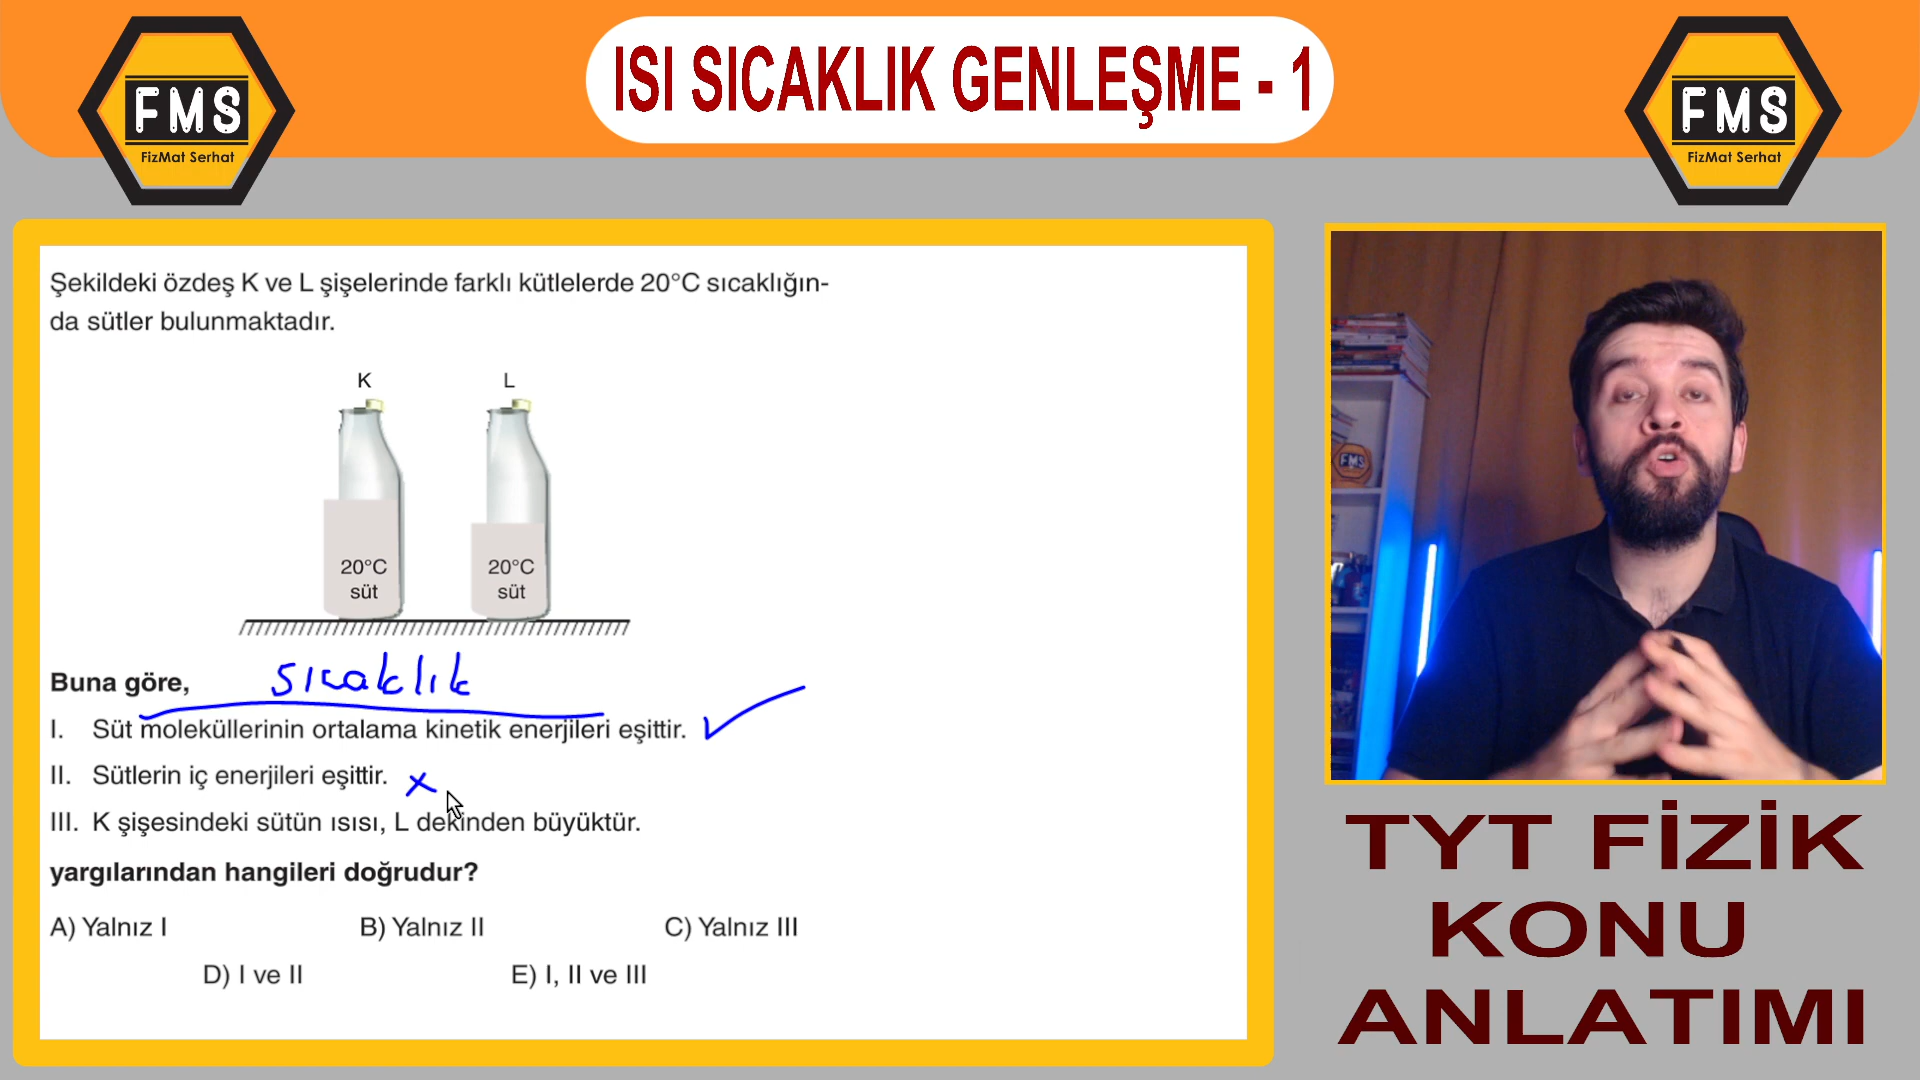 ISI SICAKLIK GENLEŞME - 1
FMS
FizMat Serhat
FMS
FizMat Serhat
Şekildeki özdeş K ve L şişelerinde farklı kütlelerde 20°C sıcaklığın-
da sütler bulunmaktadır.
K L
20°C 20°C
süt süt
Buna göre, sıcaklık
I. Süt moleküllerinin ortalama kinetik enerjileri eşittir.
II. Sütlerin iç enerjileri eşittir.
III. K şişesindeki sütün ısısı, L dekinden büyüktür.
yargılarından hangileri doğrudur?
A) Yalnız I B) Yalnız II C) Yalnız III
D) I ve II E) I, II ve III
FMS
TYT FİZİK
KONU
ANLATIMI